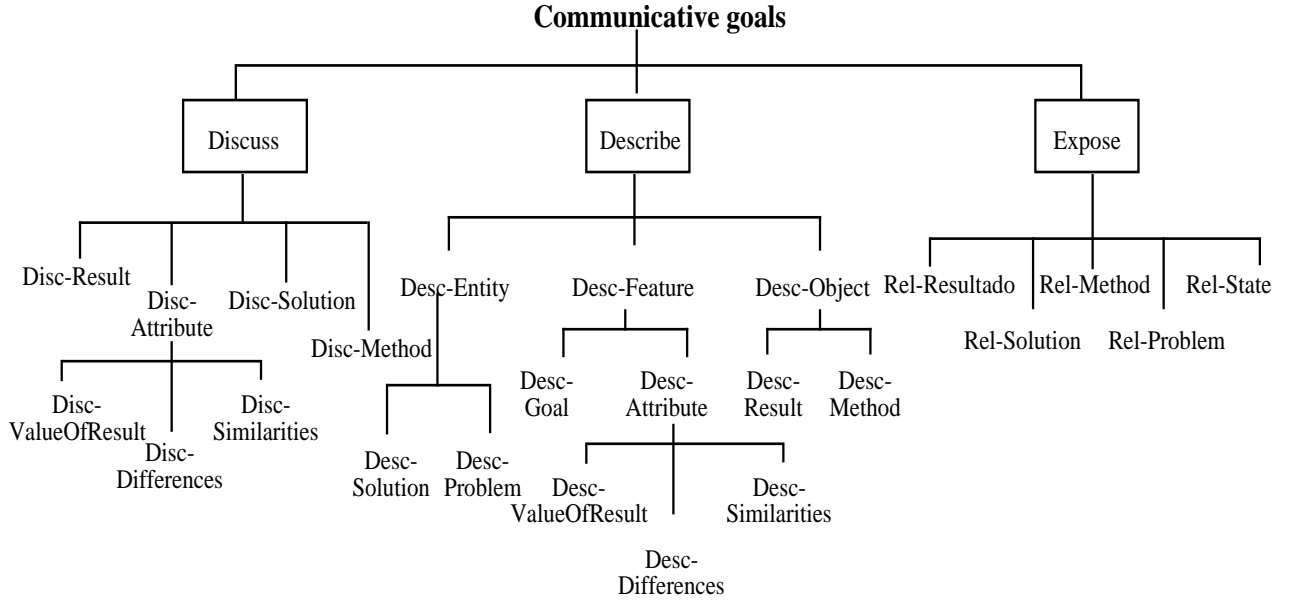 Communicative goals
Discuss
Describe
Expose
Disc-Result
Disc-
Attribute
Disc-Solution
Disc-Method
Disc-
ValueOfResult
Disc-
Differences
Disc-
Similarities
Desc-Entity
Desc-Feature
Desc-Object
Desc-
Solution
Desc-
Problem
Desc-
Goal
Desc-
Attribute
Desc-
Result
Desc-
Method
Desc-
ValueOfResult
Desc-
Differences
Desc-
Similarities
Rel-Resultado
Rel-Solution
Rel-Method
Rel-Problem
Rel-State